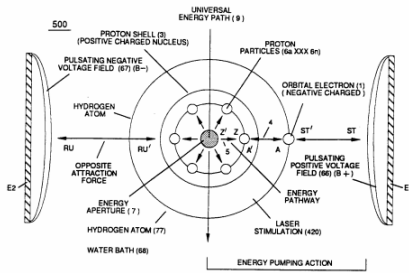 500
UNIVERSAL
ENERGY PATH (9)
PROTON SHELL (3)
(POSITIVE CHARGED NUCLEUS)
PROTON
PARTICLES (6a XXX 6n)
PULSATING NEGATIVE
VOLTAGE FIELD (67) (B-)
ORBITAL ELECTRON (1)
(NEGATIVE CHARGED)
HYDROGEN
ATOM
4
Z' Z A' A
ST' ST
RU RU'
5
OPPOSITE
ATTRACTION
FORCE
PULSATING
POSITIVE VOLTAGE
FIELD (66) (B+)
E2
E
ENERGY
PATHWAY
ENERGY
APERTURE (7)
LASER
STIMULATION (420)
HYDROGEN ATOM (77)
WATER BATH (68)
ENERGY PUMPING ACTION